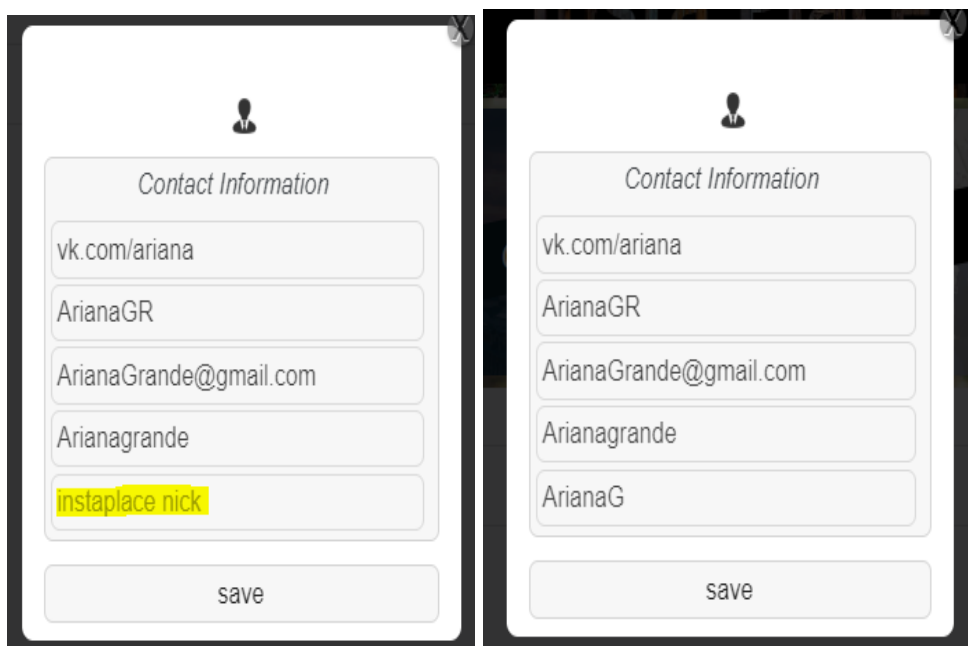 X
Contact Information
vk.com/ariana
ArianaGR
ArianaGrande@gmail.com
Arianagrande
instaplace nick
save
X
Contact Information
vk.com/ariana
ArianaGR
ArianaGrande@gmail.com
Arianagrande
ArianaG
save